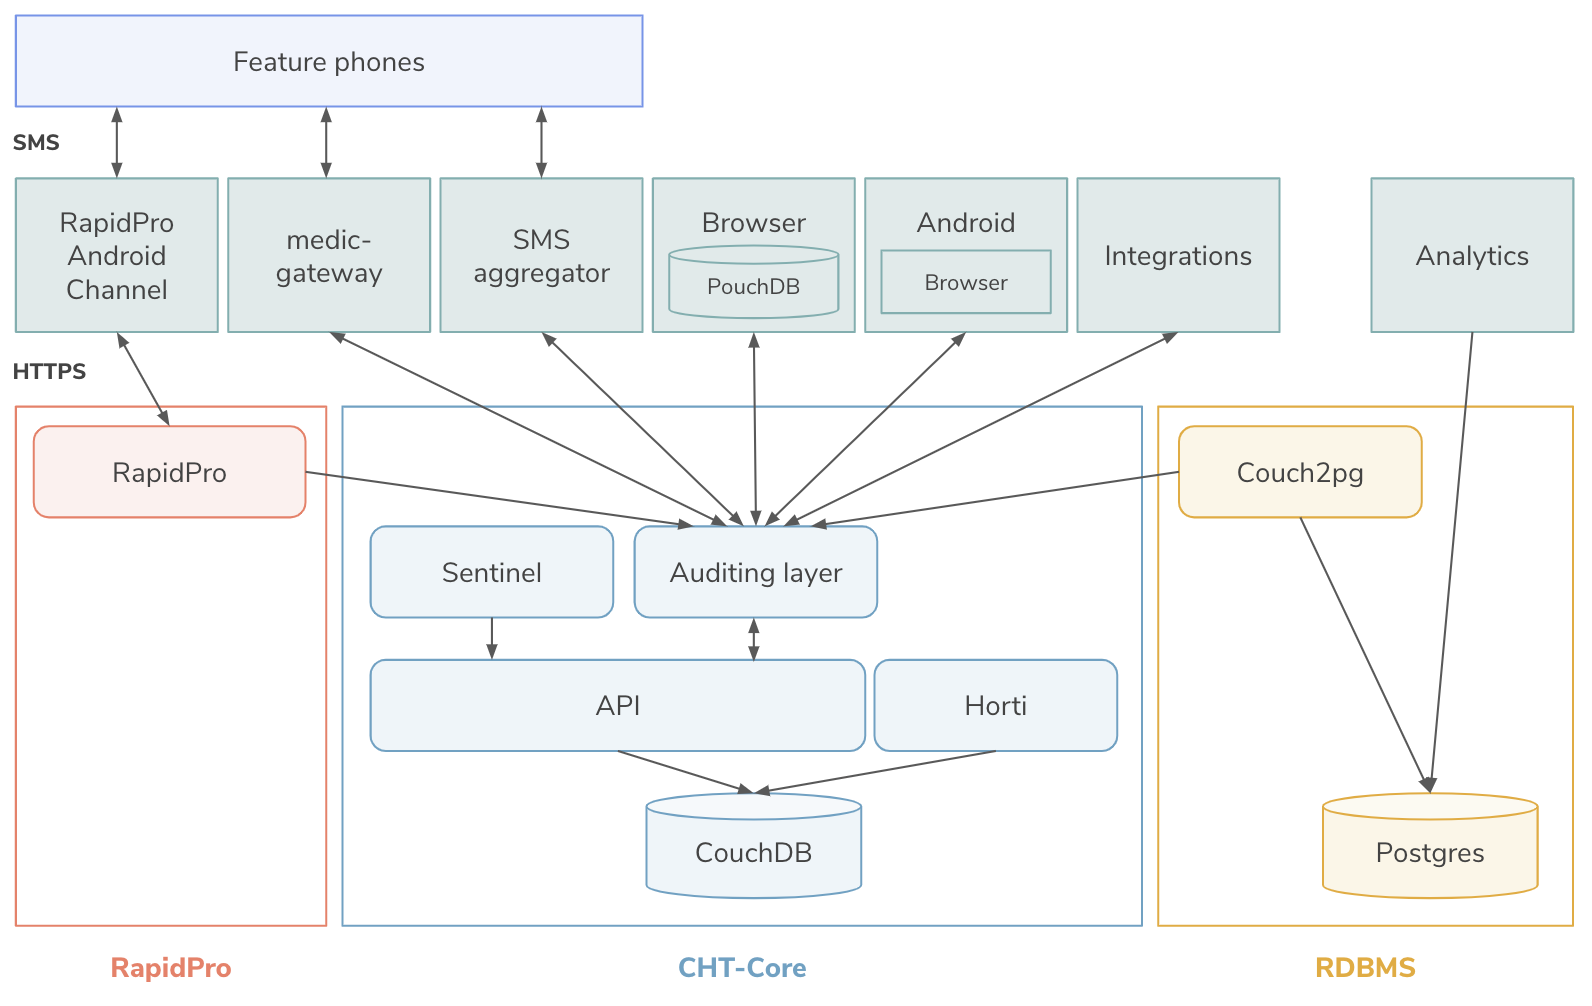 Feature phones
SMS
RapidPro
Android
Channel
medic-
gateway
SMS
aggregator
Browser
PouchDB
Android
Browser
Integrations
Analytics
HTTPS
RapidPro
Couch2pg
Sentinel
Auditing layer
API
Horti
CouchDB
Postgres
RapidPro
CHT-Core
RDBMS